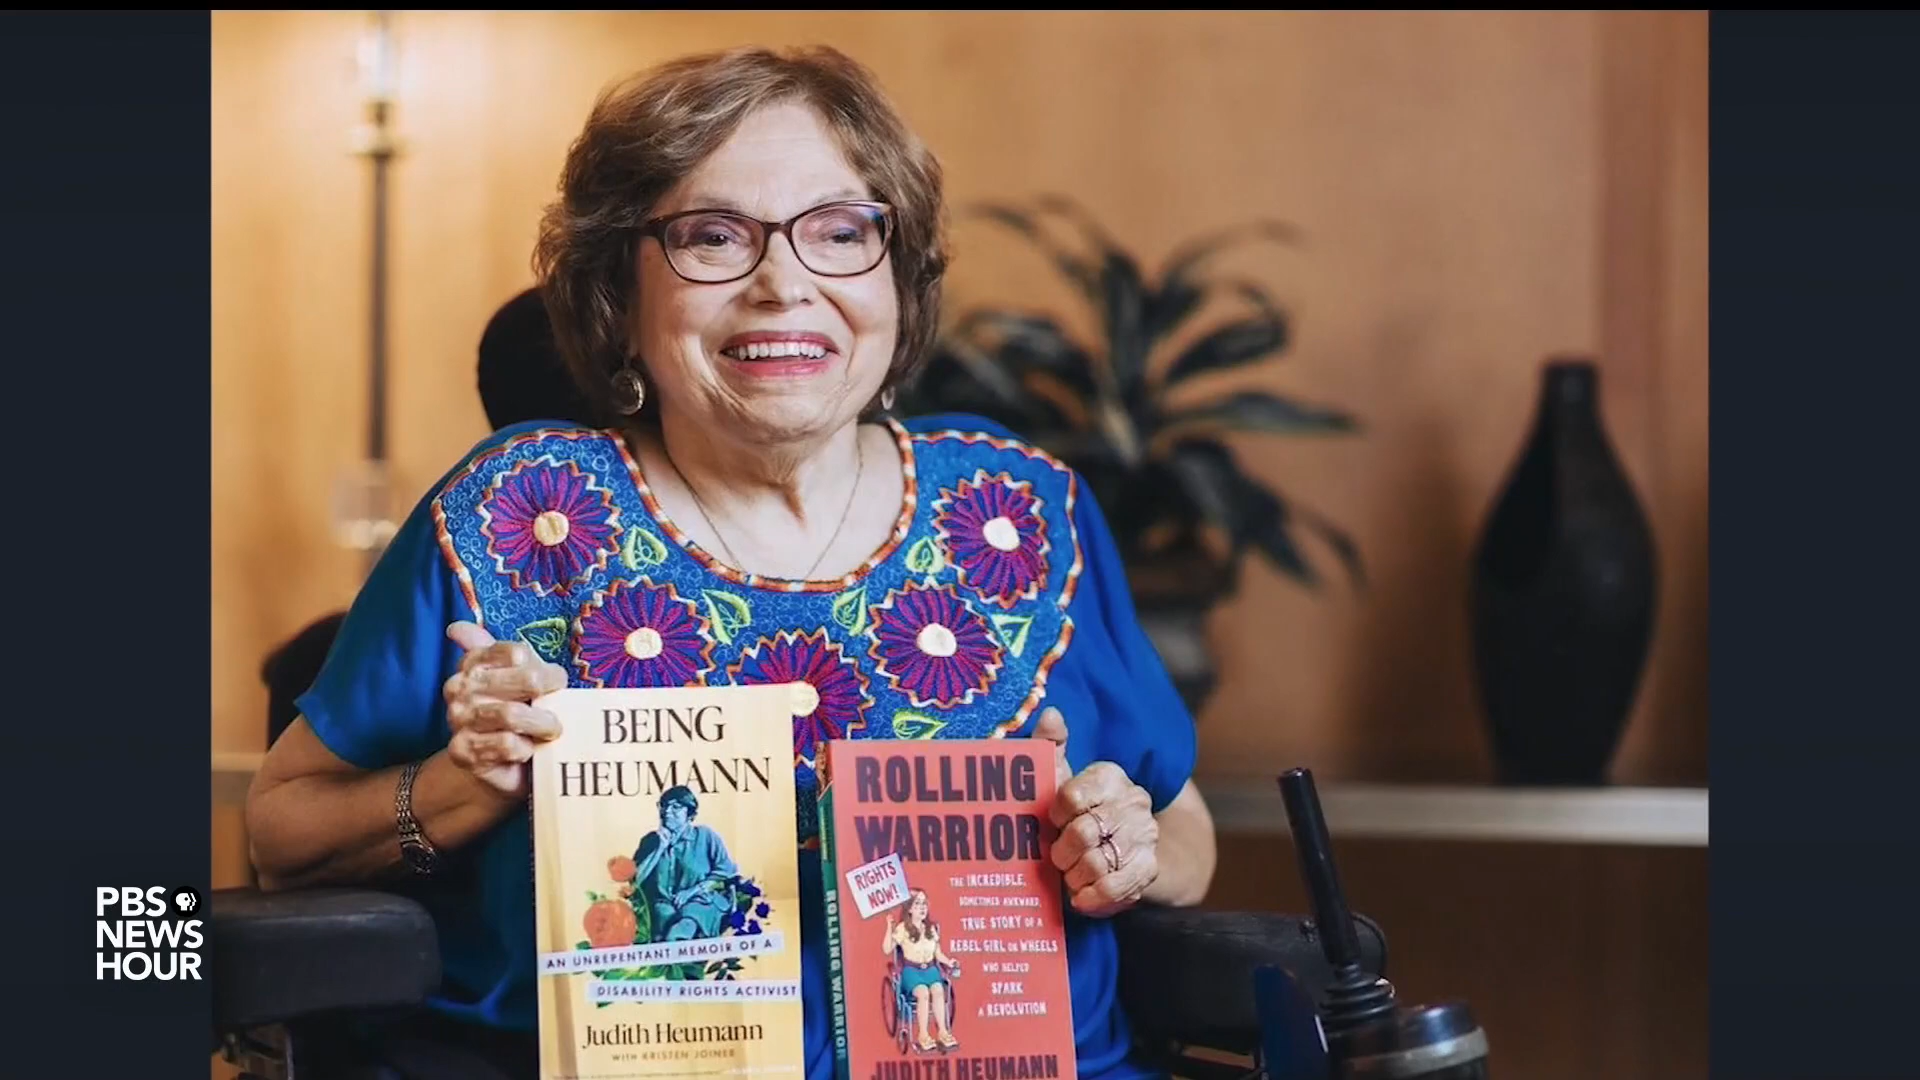 BEING
HEUMANN
AN UNREPENTANT MEMOIR OF A
DISABILITY RIGHTS ACTIVIST
Judith Heumann
WITH KRISTEN JOINER
ROLLING
WARRIOR
RIGHTS
NOW!
THE INCREDIBLE,
SOMETIMES AWKWARD,
TRUE STORY OF A
REBEL GIRL ON WHEELS
WHO HELPED
SPARK
A REVOLUTION
JUDITH HEUMANN
ROLLING WARRIOR
PBS
NEWS
HOUR